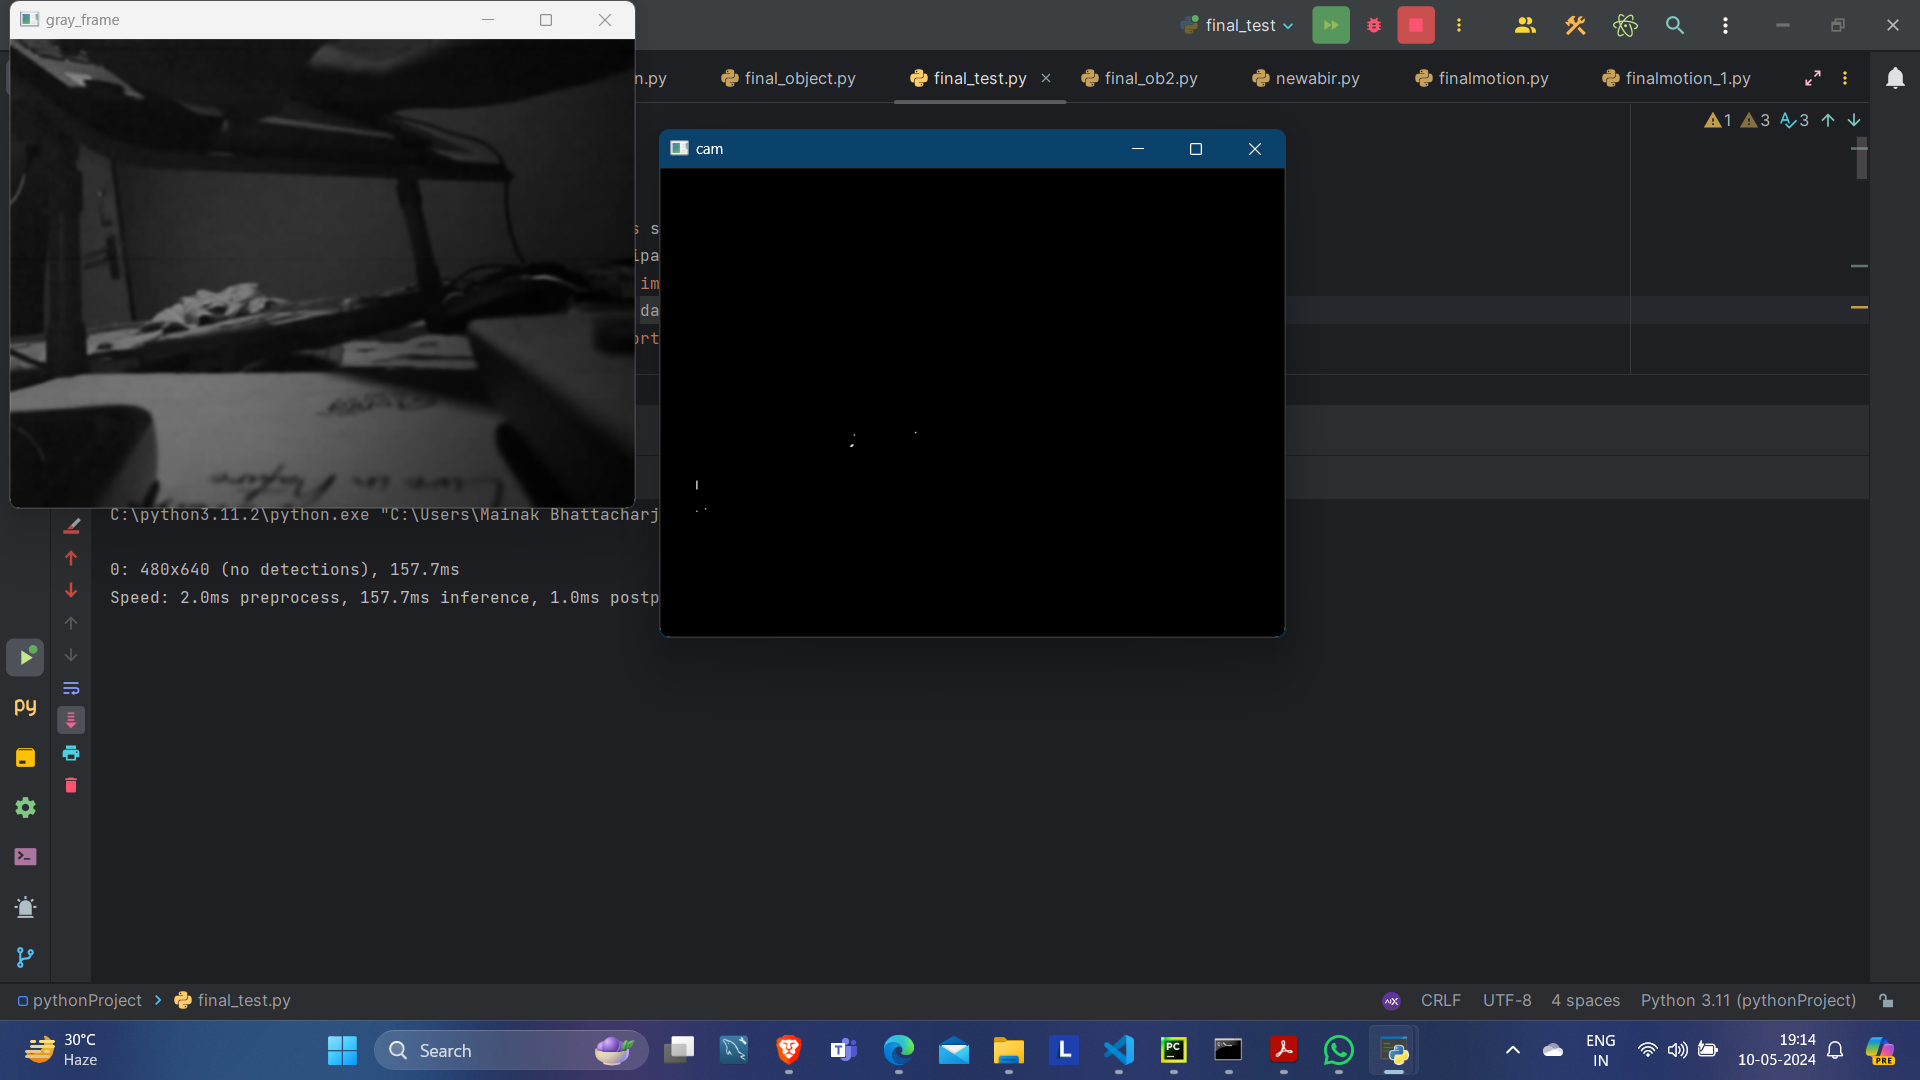 gray_frame
final_test
n.py
final_object.py
final_test.py
final_ob2.py
newabir.py
finalmotion.py
finalmotion_1.py
1
3
3
cam
s s
ipa
im
da
ort
C:\python3.11.2\python.exe "C:\Users\Mainak Bhattacharj
0: 480x640 (no detections), 157.7ms
Speed: 2.0ms preprocess, 157.7ms inference, 1.0ms postp
py
pythonProject
final_test.py
CRLF
UTF-8
4 spaces
Python 3.11 (pythonProject)
30°C
Haze
Search
L
PC
PRE
ENG
IN
19:14
10-05-2024